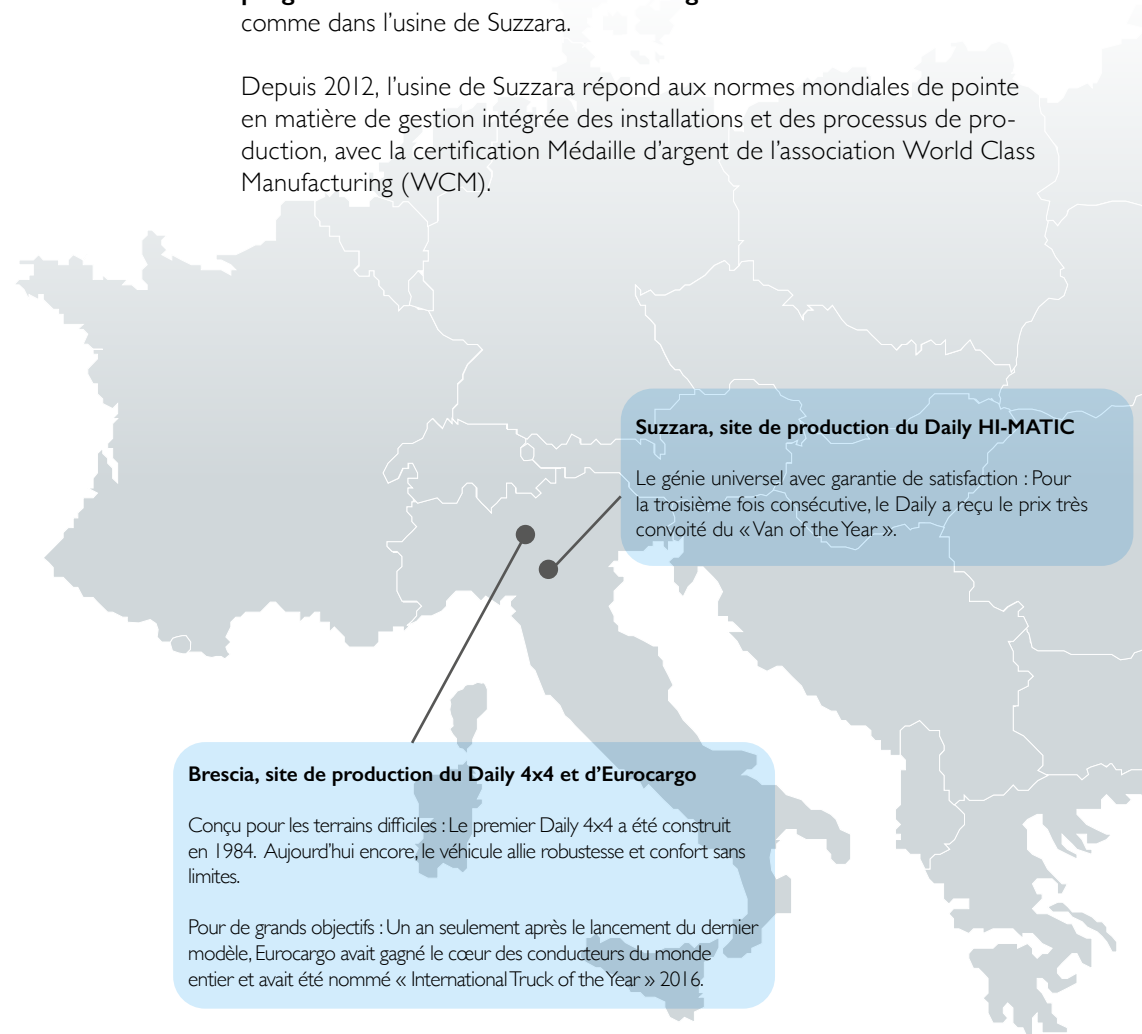 comme dans l'usine de Suzzara.
Depuis 2012, l'usine de Suzzara répond aux normes mondiales de pointe
en matière de gestion intégrée des installations et des processus de pro-
duction, avec la certification Médaille d'argent de l'association World Class
Manufacturing (WCM).
Suzzara, site de production du Daily HI-MATIC
Le génie universel avec garantie de satisfaction : Pour
la troisième fois consécutive, le Daily a reçu le prix très
convoité du « Van of the Year ».
Brescia, site de production du Daily 4x4 et d'Eurocargo
Conçu pour les terrains difficiles : Le premier Daily 4x4 a été construit
en 1984. Aujourd'hui encore, le véhicule allie robustesse et confort sans
limites.
Pour de grands objectifs : Un an seulement après le lancement du dernier
modèle, Eurocargo avait gagné le cœur des conducteurs du monde
entier et avait été nommé « International Truck of the Year » 2016.